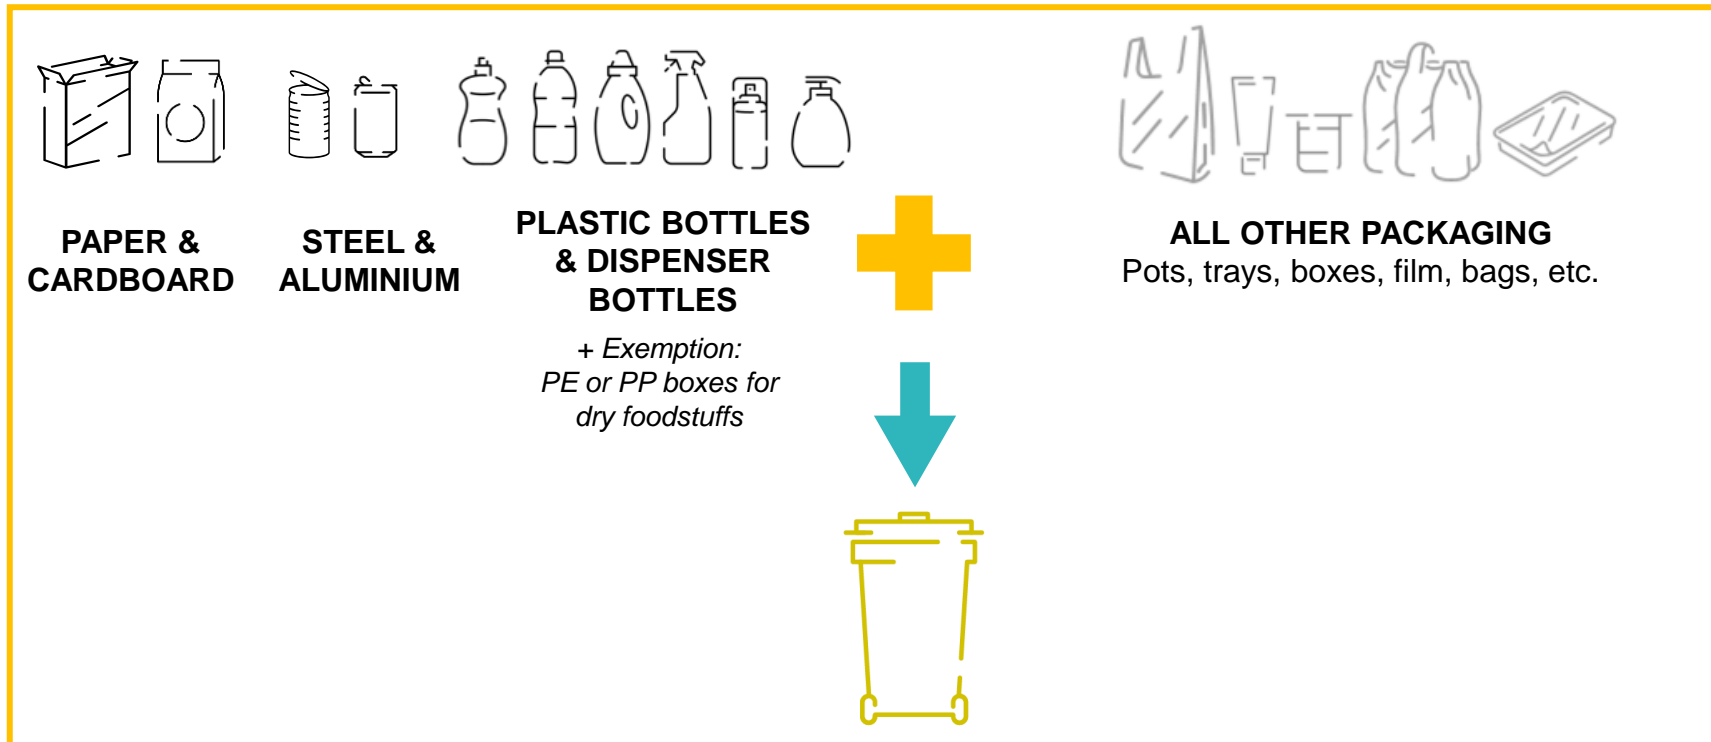 PAPER &
CARDBOARD
STEEL &
ALUMINIUM
PLASTIC BOTTLES
& DISPENSER
BOTTLES
+ Exemption:
PE or PP boxes for
dry foodstuffs
ALL OTHER PACKAGING
Pots, trays, boxes, film, bags, etc.